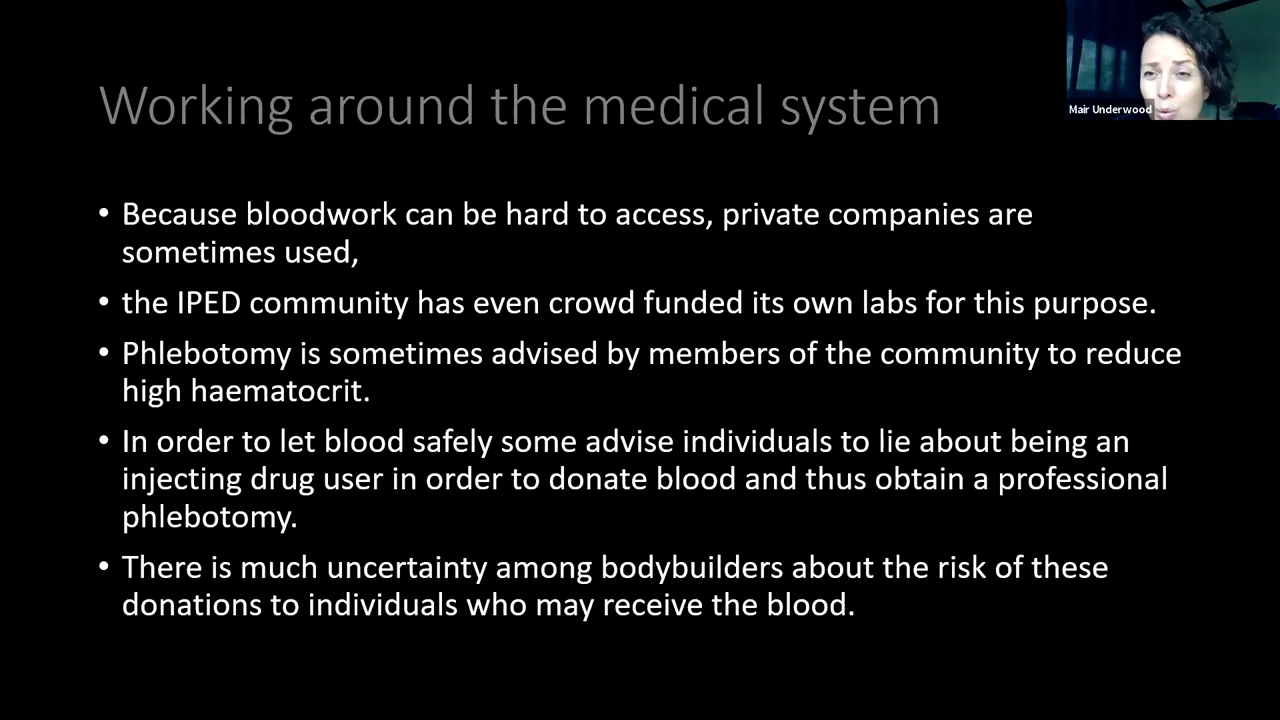 Working around the medical system
Mair Underwood
• Because bloodwork can be hard to access, private companies are
sometimes used,
• the IPED community has even crowd funded its own labs for this purpose.
• Phlebotomy is sometimes advised by members of the community to reduce
high haematocrit.
• In order to let blood safely some advise individuals to lie about being an
injecting drug user in order to donate blood and thus obtain a professional
phlebotomy.
• There is much uncertainty among bodybuilders about the risk of these
donations to individuals who may receive the blood.